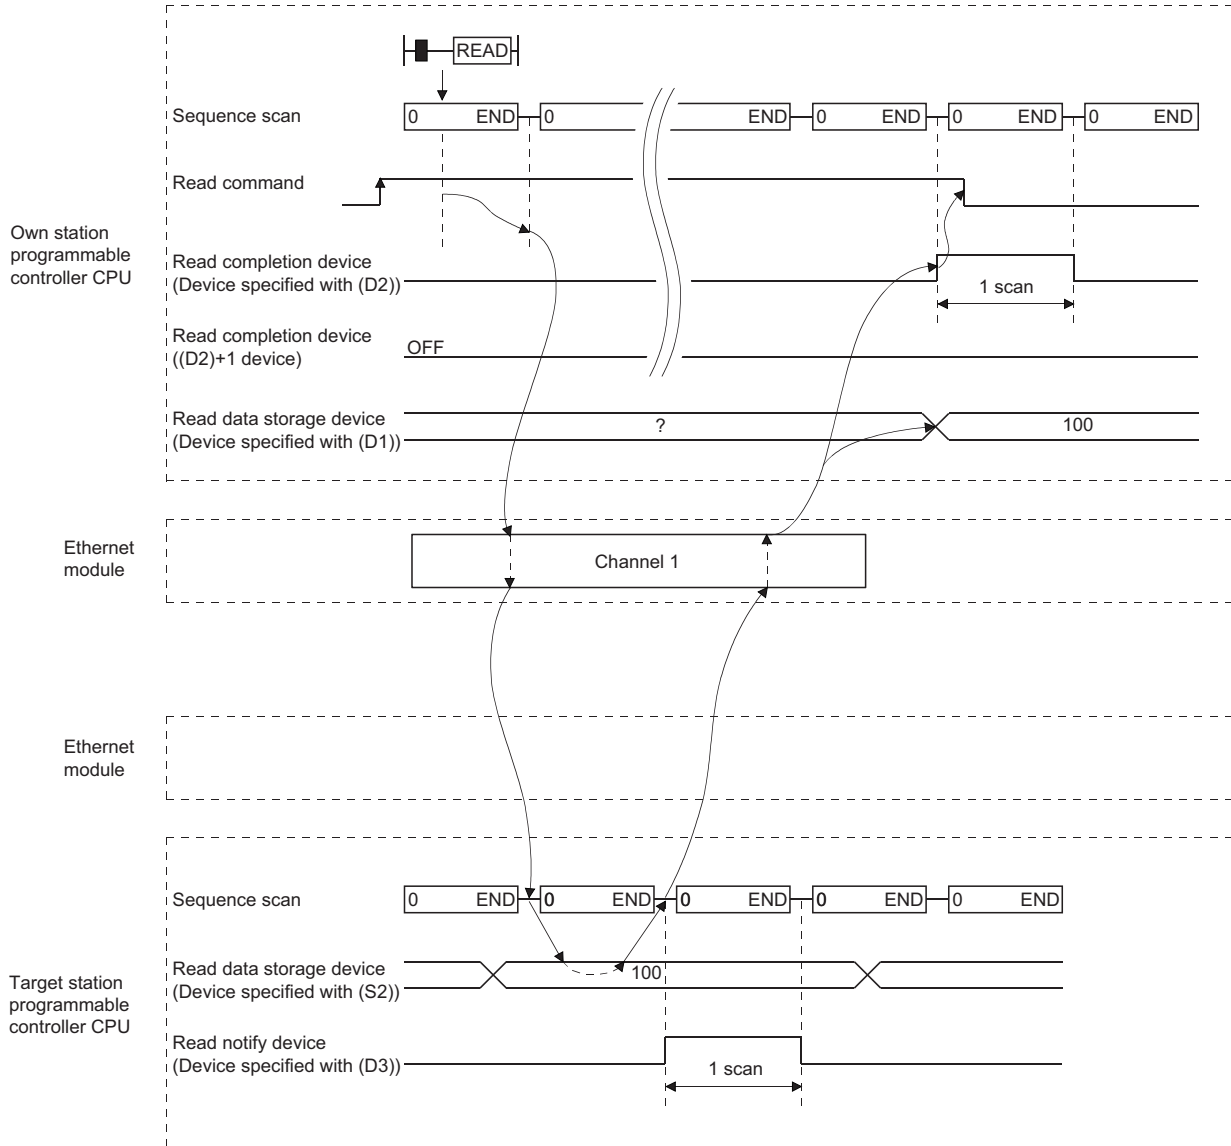 READ
Sequence scan
0 END 0 END 0 END 0 END 0 END
Read command
Own station
programmable
controller CPU
Read completion device
(Device specified with (D2))
1 scan
Read completion device
((D2)+1 device)
OFF
Read data storage device
(Device specified with (D1))
?
100
Ethernet
module
Channel 1
Ethernet
module
Sequence scan
0 END 0 END 0 END 0 END 0 END
Target station
programmable
controller CPU
Read data storage device
(Device specified with (S2))
100
Read notify device
(Device specified with (D3))
1 scan